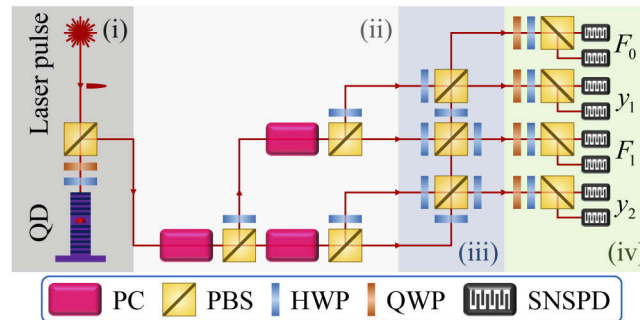 Laser pulse
(i)
(ii)
F0
y1
F1
QD
y2
(iii)
(iv)
PC
PBS
HWP
QWP
SNSPD